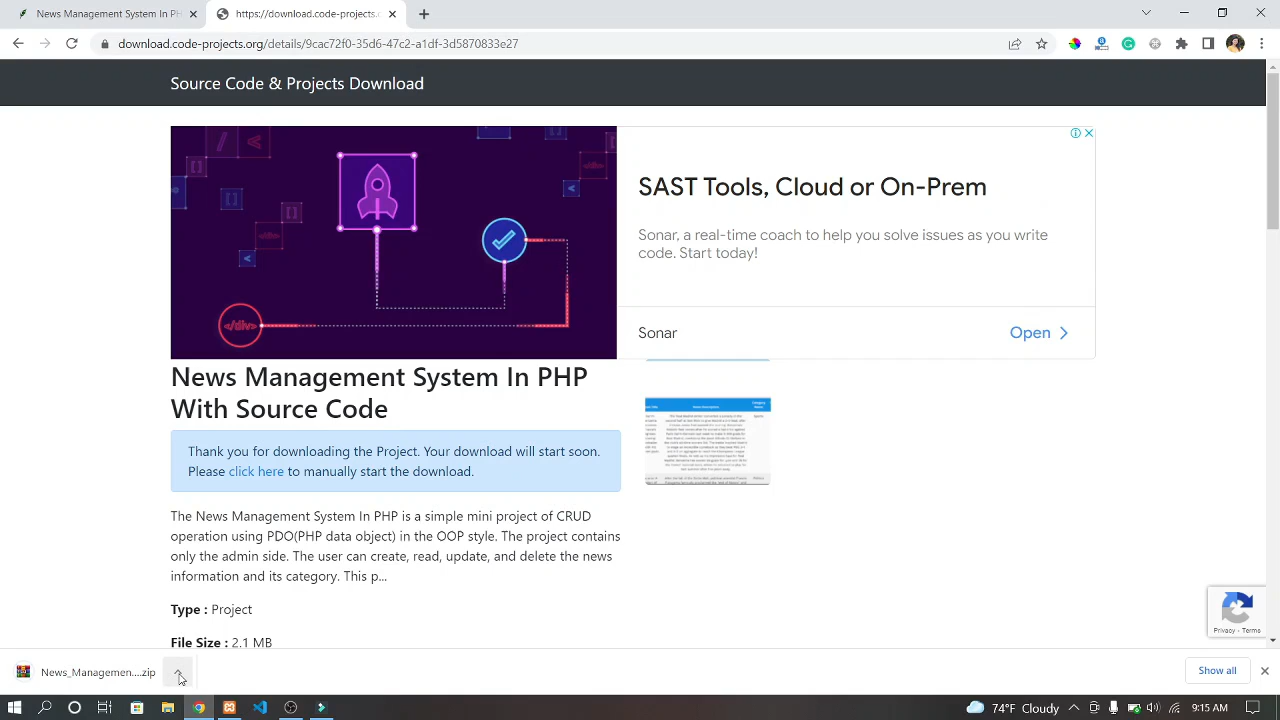 News Management System In PH
https://download.code-projects.o
download.code-projects.org/details/9cac72f0-35d6-47c2-a1df-3d5870833e27
Source Code & Projects Download
SAST Tools, Cloud or On-Prem
Sonar, a real-time coach to help you solve issues as you write
code. Start today!
Sonar
Open
</div>
News Management System In PHP
With Source Code
Thank you for downloading the project. Your download will start soon.
Please click here to manually start the download.
The News Management System In PHP is a simple mini project of CRUD
operation using PDO(PHP data object) in the OOP style. The project contains
only the admin side. The user can create, read, update, and delete the news
information and its category. This p...
Type : Project
File Size : 2.1 MB
Privacy - Terms
News_Managemen....zip
Show all
74°F Cloudy
9:15 AM